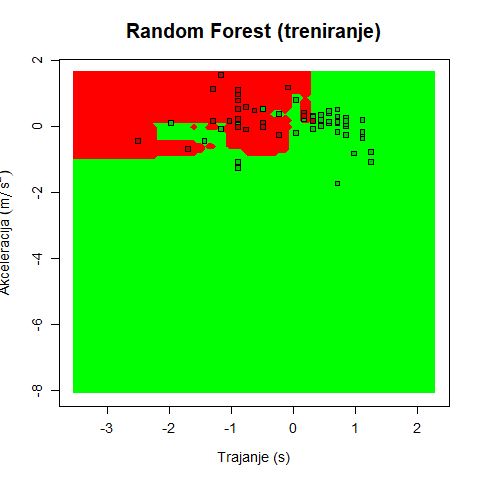 Random Forest (treniranje)
Akceleracija (m/s²)
2
0
-2
-4
-6
-8
-3 -2 -1 0 1 2
Trajanje (s)